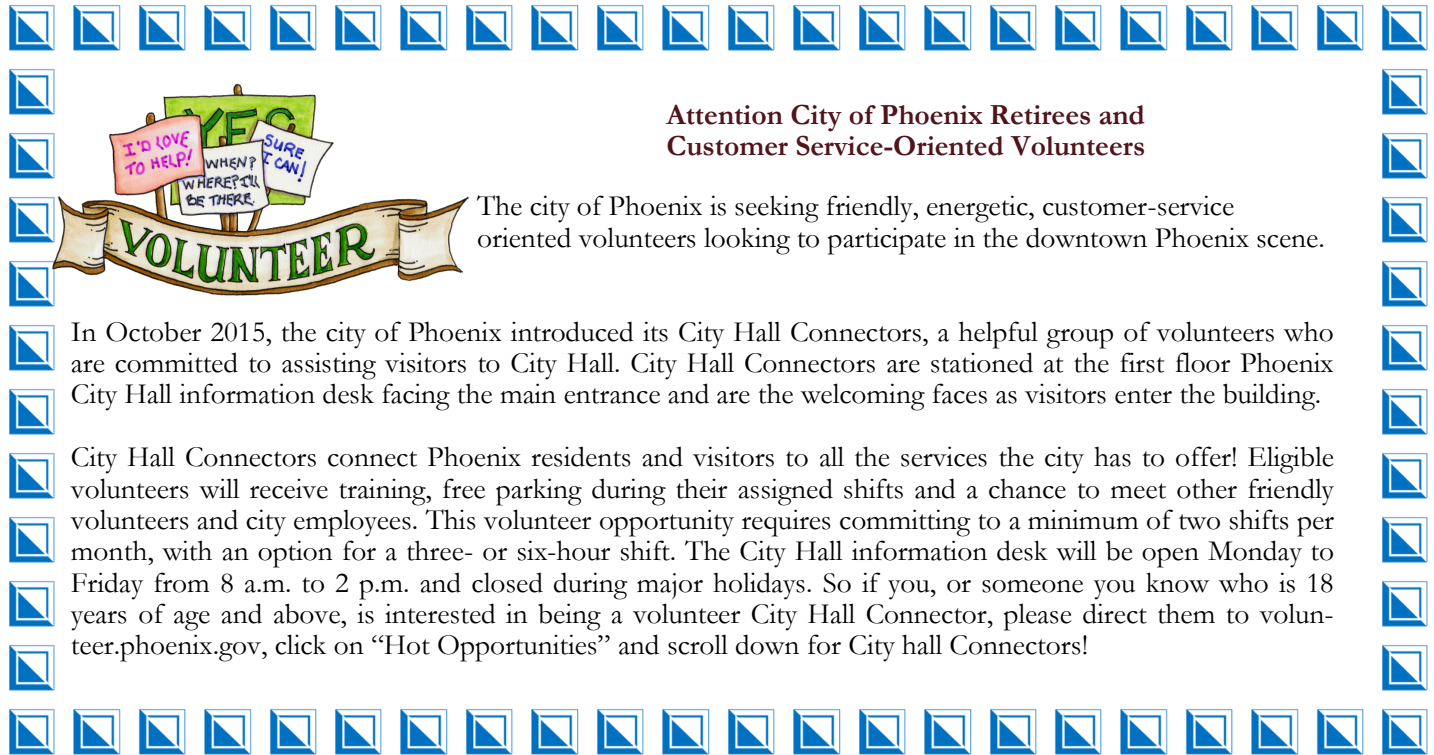 YES
I'D LOVE
TO HELP!
SURE
I CAN!
WHEN?
WHERE? I'LL
BE THERE.
VOLUNTEER
Attention City of Phoenix Retirees and
Customer Service-Oriented Volunteers
The city of Phoenix is seeking friendly, energetic, customer-service
oriented volunteers looking to participate in the downtown Phoenix scene.
In October 2015, the city of Phoenix introduced its City Hall Connectors, a helpful group of volunteers who
are committed to assisting visitors to City Hall. City Hall Connectors are stationed at the first floor Phoenix
City Hall information desk facing the main entrance and are the welcoming faces as visitors enter the building.
City Hall Connectors connect Phoenix residents and visitors to all the services the city has to offer! Eligible
volunteers will receive training, free parking during their assigned shifts and a chance to meet other friendly
volunteers and city employees. This volunteer opportunity requires committing to a minimum of two shifts per
month, with an option for a three- or six-hour shift. The City Hall information desk will be open Monday to
Friday from 8 a.m. to 2 p.m. and closed during major holidays. So if you, or someone you know who is 18
years of age and above, is interested in being a volunteer City Hall Connector, please direct them to volun-
teer.phoenix.gov, click on “Hot Opportunities” and scroll down for City hall Connectors!